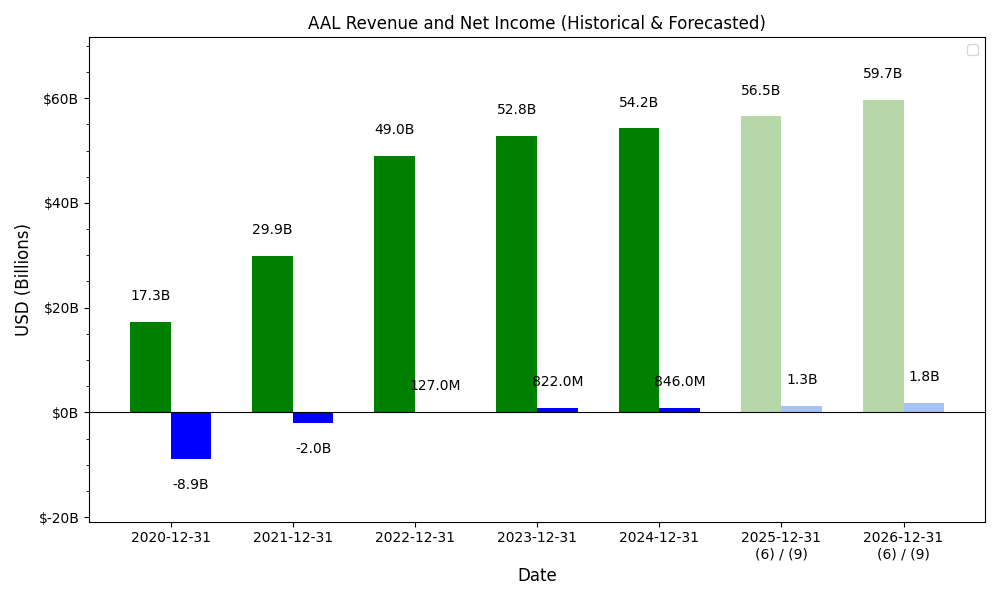 AAL Revenue and Net Income (Historical & Forecasted)
USD (Billions)
$60B
$40B
$20B
$0B
$-20B
17.3B
-8.9B
29.9B
-2.0B
49.0B
127.0M
52.8B
822.0M
54.2B
846.0M
56.5B
1.3B
59.7B
1.8B
2020-12-31
2021-12-31
2022-12-31
2023-12-31
2024-12-31
2025-12-31
(6) / (9)
2026-12-31
(6) / (9)
Date